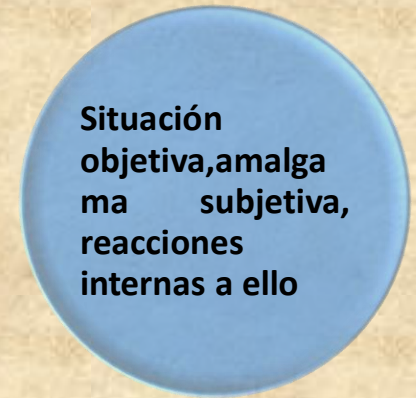 Situación
objetiva,amalga
ma subjetiva,
reacciones
internas a ello